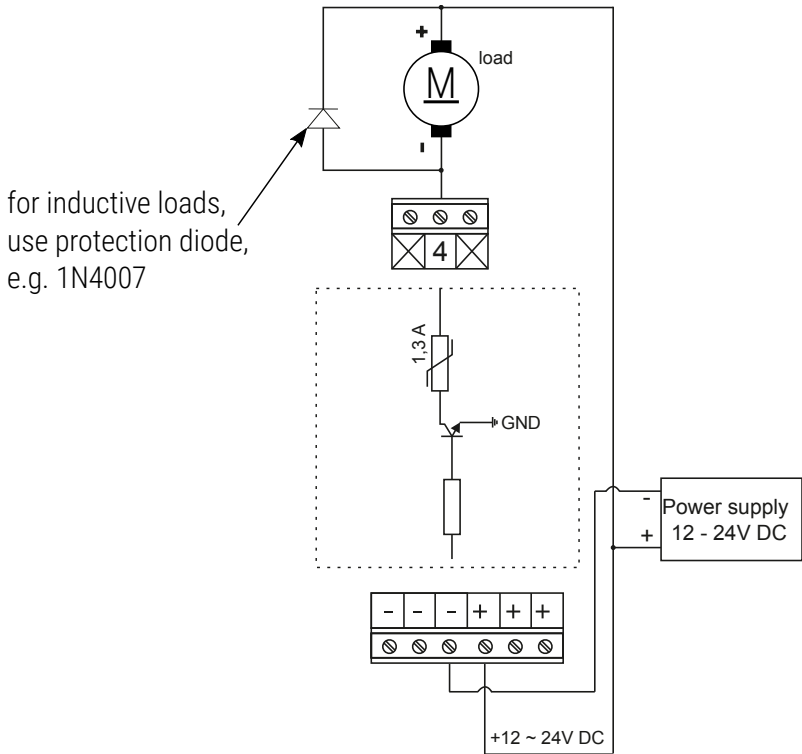 +
load
M
-
for inductive loads,
use protection diode,
e.g. 1N4007
4
1,3 A
GND
-
Power supply
12 - 24V DC
+
- - - + + +
+12 ~ 24V DC